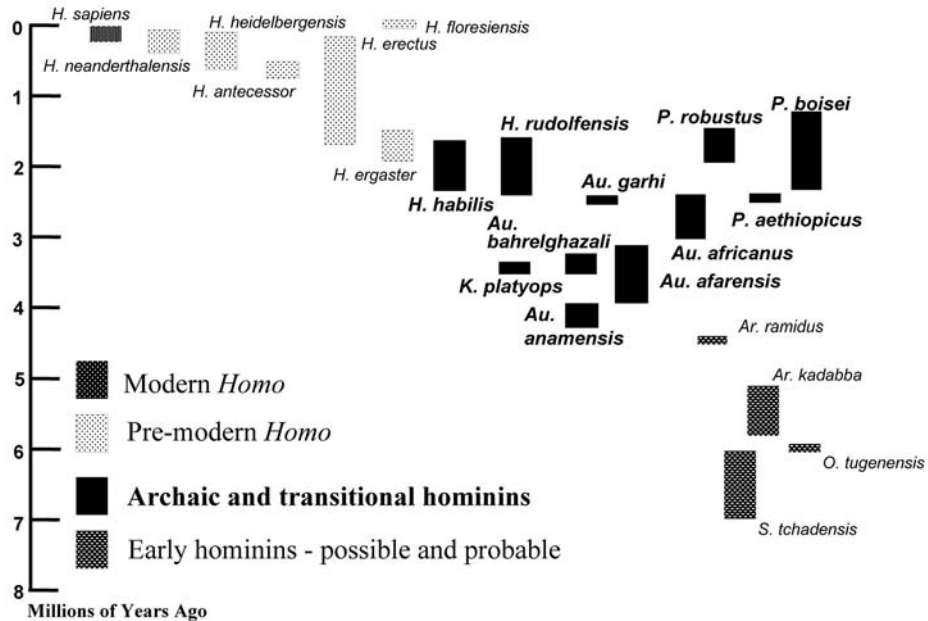 0
H. sapiens
H. heidelbergensis
H. floresiensis
H. erectus
H. neanderthalensis
H. antecessor
1
P. boisei
P. robustus
H. rudolfensis
2
H. ergaster
Au. garhi
H. habilis
P. aethiopicus
Au.
bahrelghazali
3
Au. africanus
K. platyops
Au. afarensis
4
Au.
anamensis
Ar. ramidus
5
Ar. kadabba
Modern Homo
Pre-modern Homo
6
O. tugenensis
Archaic and transitional hominins
7
S. tchadensis
Early hominins - possible and probable
8
Millions of Years Ago